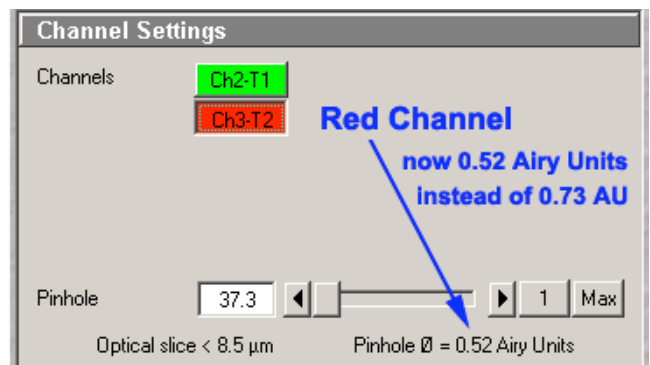 Channel Settings
Channels
Ch2-T1
Ch3-T2
Red Channel
now 0.52 Airy Units
instead of 0.73 AU
Pinhole 37.3 1 Max
Optical slice < 8.5 µm Pinhole Ø = 0.52 Airy Units